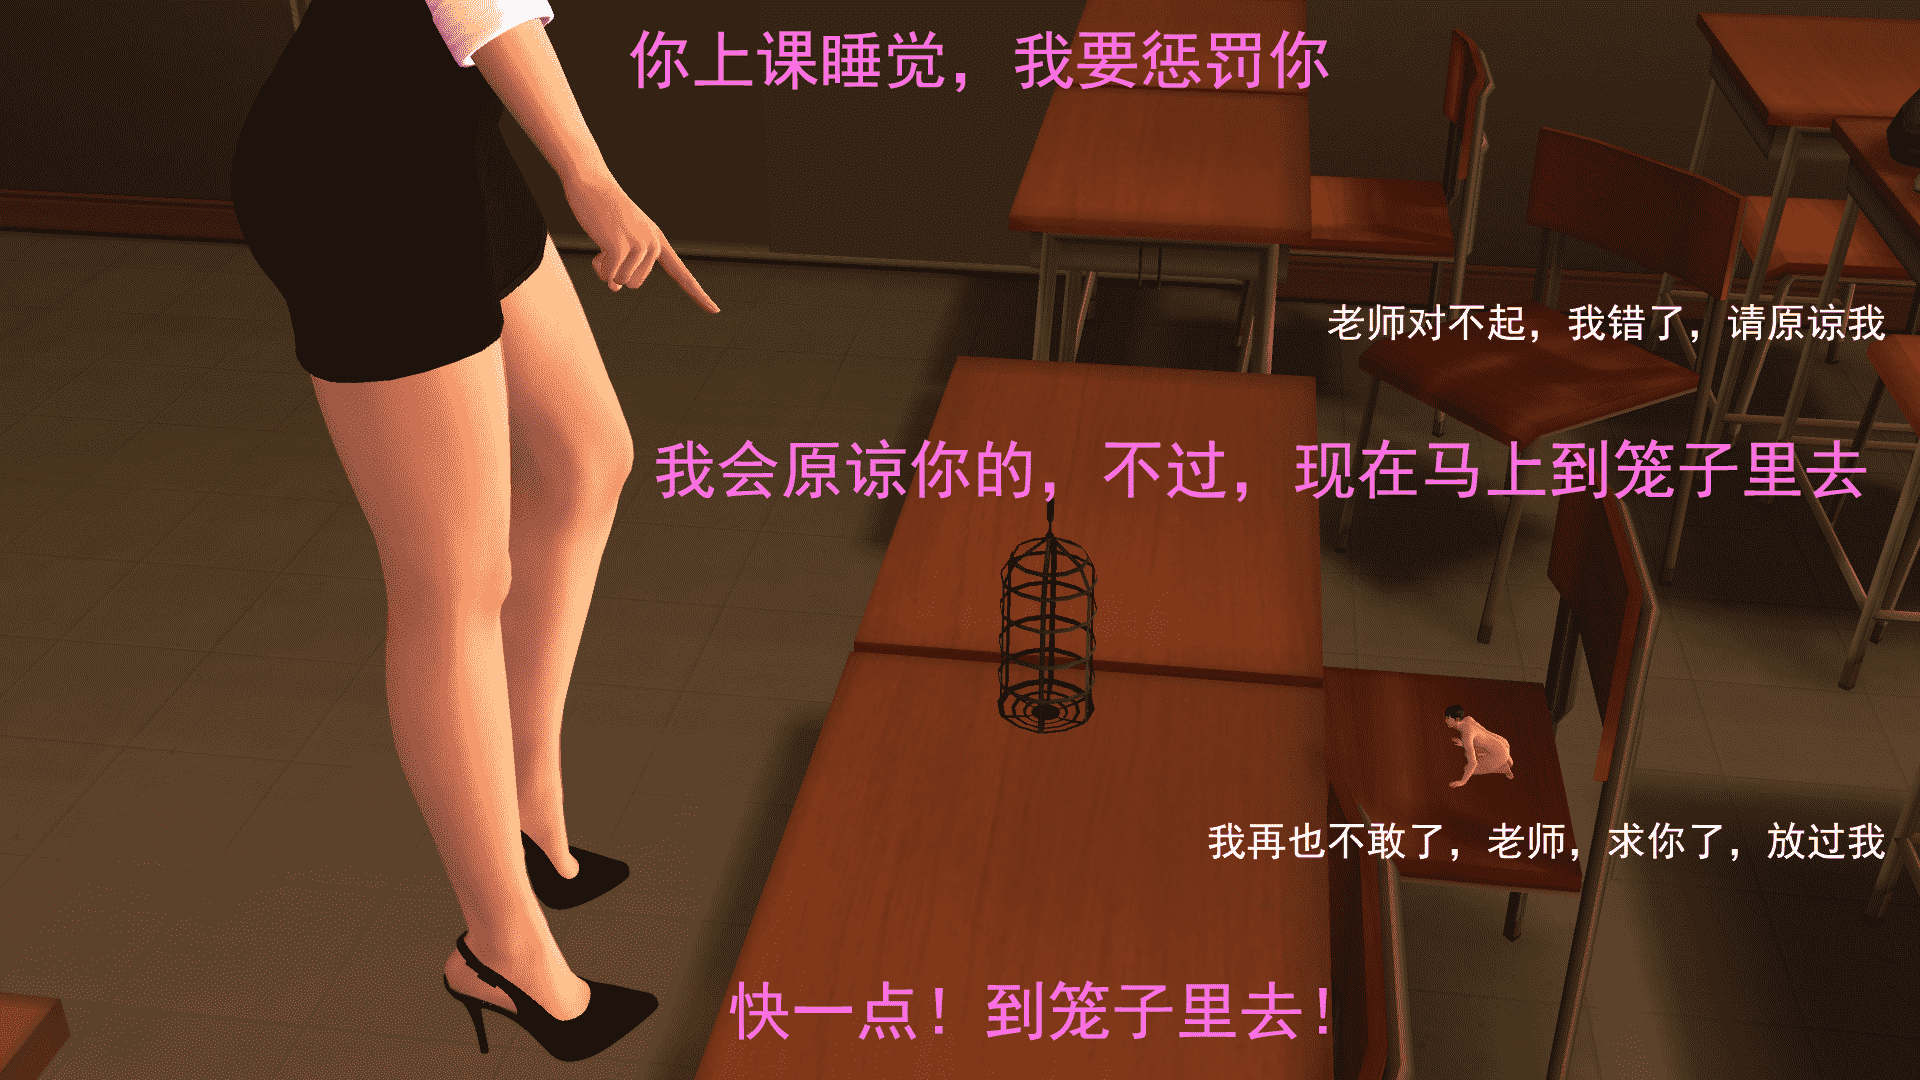 你上课睡觉，我要惩罚你
老师对不起，我错了，请原谅我
我会原谅你的，不过，现在马上到笼子里去
我再也不敢了，老师，求你了，放过我
快一点！到笼子里去！